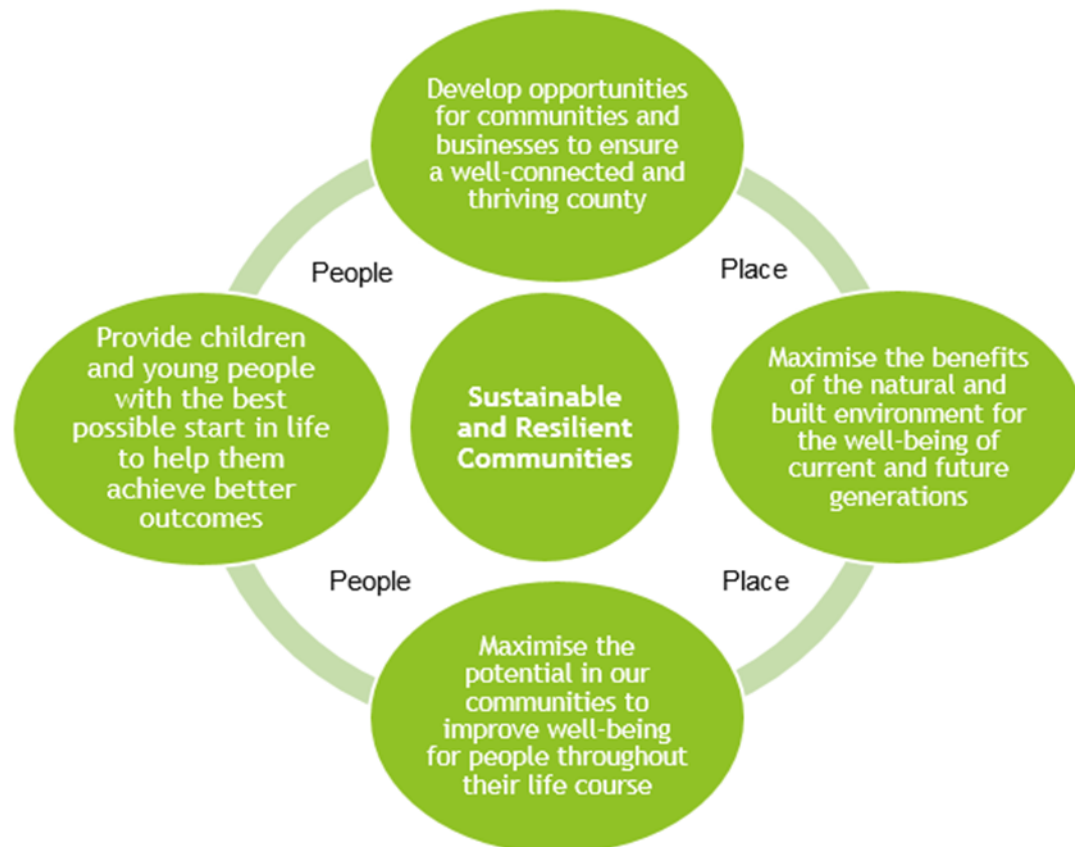 Develop opportunities
for communities and
businesses to ensure
a well-connected and
thriving county
People
Place
Provide children
and young people
with the best
possible start in life
to help them
achieve better
outcomes
Sustainable
and Resilient
Communities
Maximise the benefits
of the natural and
built environment for
the well-being of
current and future
generations
People
Place
Maximise the
potential in our
communities to
improve well-being
for people throughout
their life course